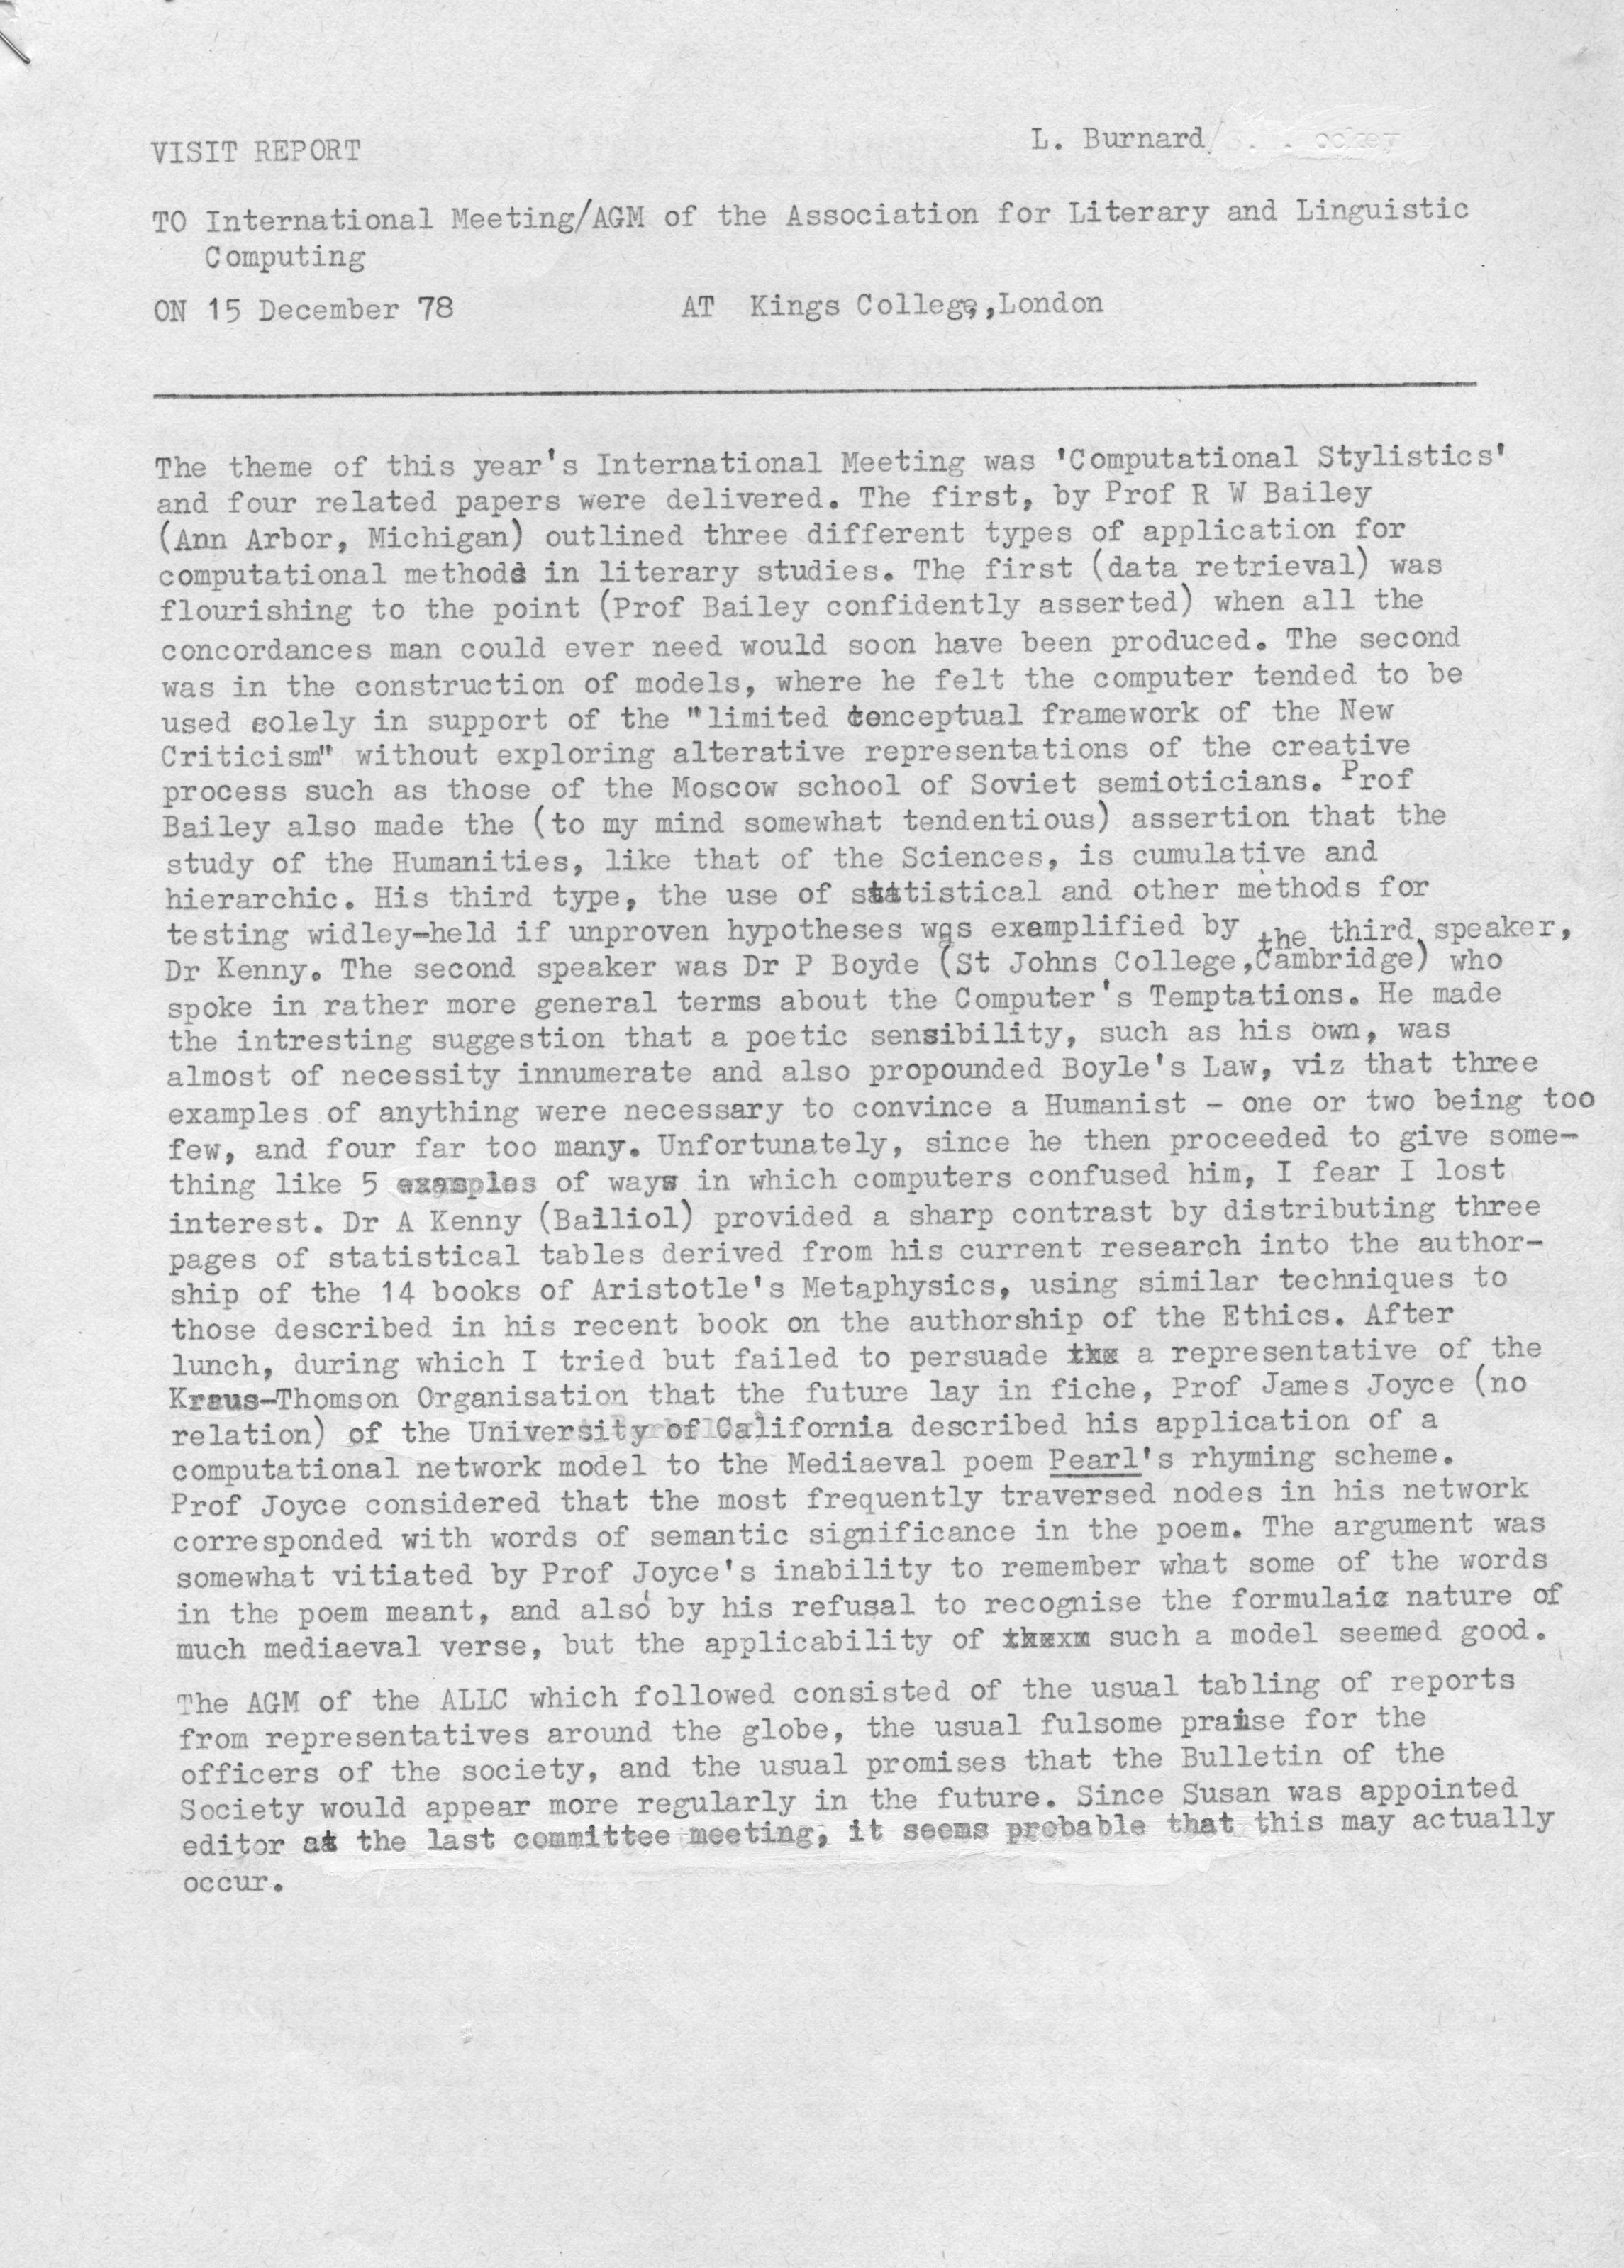 VISIT REPORT
L. Burnard/
TO International Meeting/AGM of the Association for Literary and Linguistic
Computing
ON 15 December 78 AT Kings College,,London
The theme of this year's International Meeting was 'Computational Stylistics'
and four related papers were delivered. The first, by Prof R W Bailey
(Ann Arbor, Michigan) outlined three different types of application for
computational methods in literary studies. The first (data retrieval) was
flourishing to the point (Prof Bailey confidently asserted) when all the
concordances man could ever need would soon have been produced. The second
was in the construction of models, where he felt the computer tended to be
used solely in support of the "limited conceptual framework of the New
Criticism" without exploring alterative representations of the creative
process such as those of the Moscow school of Soviet semioticians. Prof
Bailey also made the (to my mind somewhat tendentious) assertion that the
study of the Humanities, like that of the Sciences, is cumulative and
hierarchic. His third type, the use of statistical and other methods for
testing widley-held if unproven hypotheses was examplified by the third speaker,
Dr Kenny. The second speaker was Dr P Boyde (St Johns College,Cambridge) who
spoke in rather more general terms about the Computer's Temptations. He made
the intresting suggestion that a poetic sensibility, such as his own, was
almost of necessity innumerate and also propounded Boyle's Law, viz that three
examples of anything were necessary to convince a Humanist - one or two being too
few, and four far too many. Unfortunately, since he then proceeded to give some-
thing like 5 examples of ways in which computers confused him, I fear I lost
interest. Dr A Kenny (Balliol) provided a sharp contrast by distributing three
pages of statistical tables derived from his current research into the author-
ship of the 14 books of Aristotle's Metaphysics, using similar techniques to
those described in his recent book on the authorship of the Ethics. After
lunch, during which I tried but failed to persuade a representative of the
Kraus-Thomson Organisation that the future lay in fiche, Prof James Joyce (no
relation) of the University of California described his application of a
computational network model to the Mediaeval poem Pearl's rhyming scheme.
Prof Joyce considered that the most frequently traversed nodes in his network
corresponded with words of semantic significance in the poem. The argument was
somewhat vitiated by Prof Joyce's inability to remember what some of the words
in the poem meant, and also by his refusal to recognise the formulaic nature of
much mediaeval verse, but the applicability of such a model seemed good.
The AGM of the ALLC which followed consisted of the usual tabling of reports
from representatives around the globe, the usual fulsome praise for the
officers of the society, and the usual promises that the Bulletin of the
Society would appear more regularly in the future. Since Susan was appointed
editor at the last committee meeting, it seems probable that this may actually
occur.